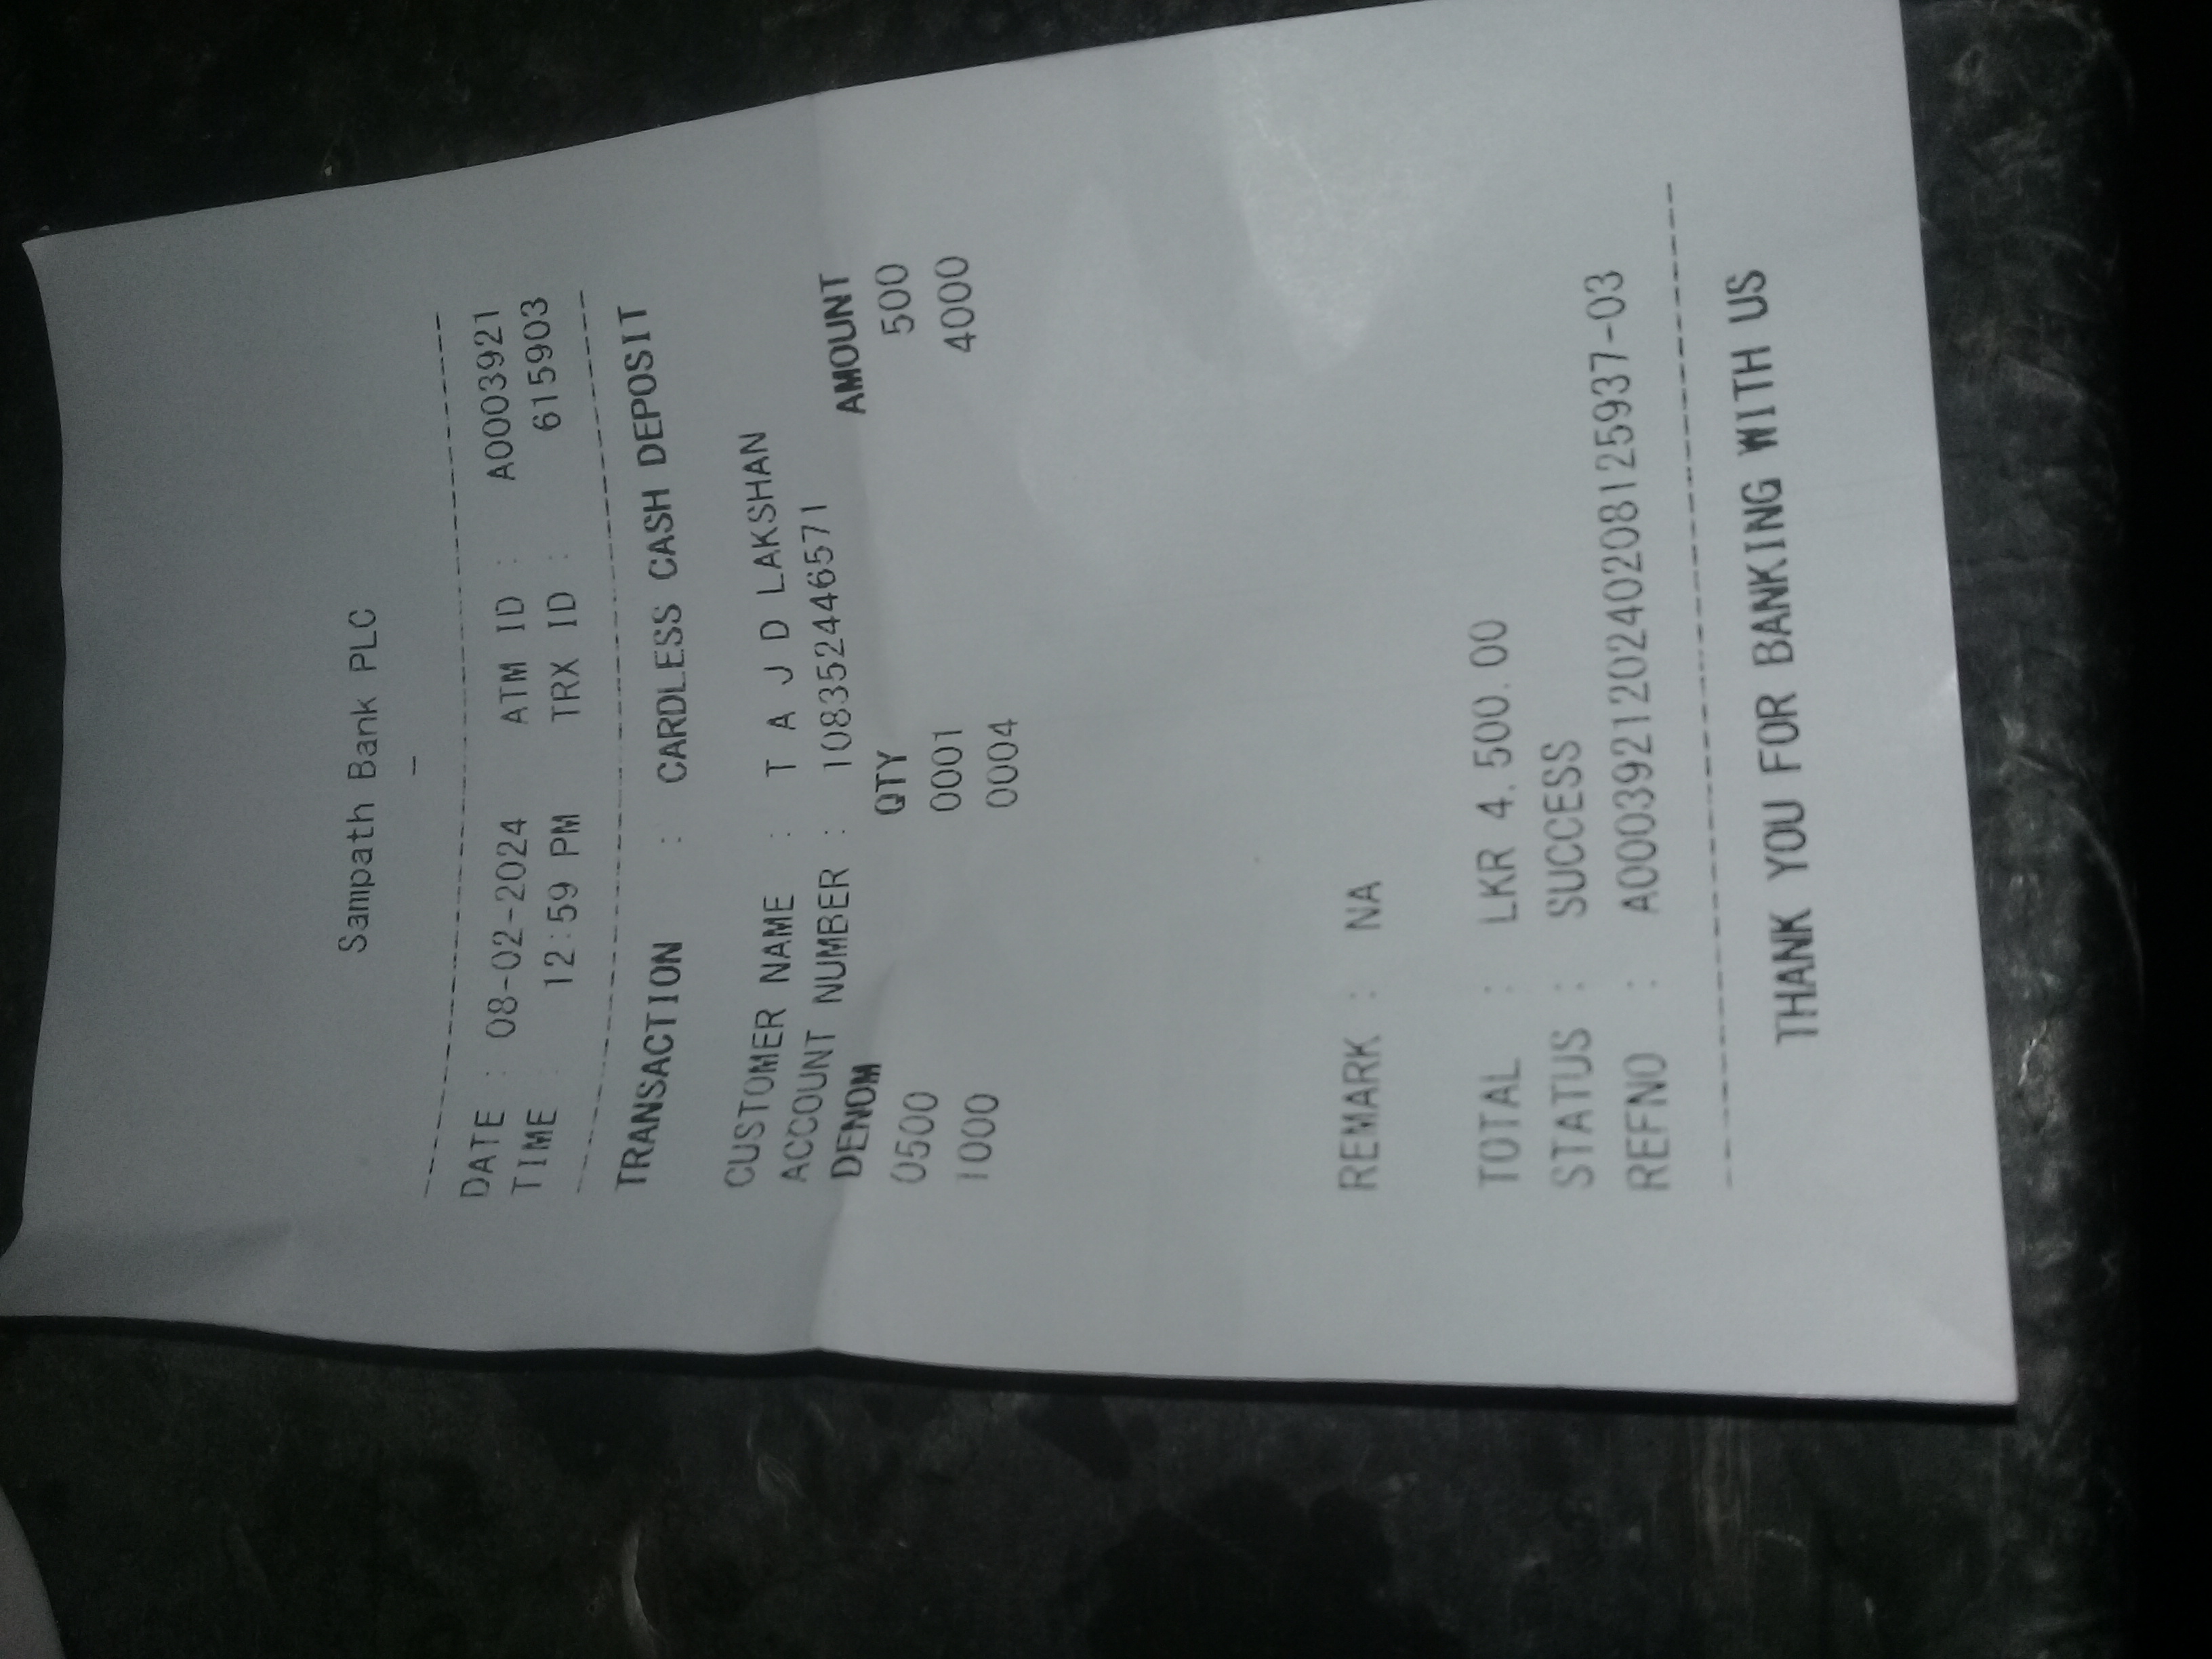 Sampath Bank PLC
DATE : 08-02-2024 ATM ID : A0003921
TIME : 12:59 PM TRX ID : 615903
TRANSACTION : CARDLESS CASH DEPOSIT
CUSTOMER NAME : T A J D LAKSHAN
ACCOUNT NUMBER : 108352446571
DENOM QTY AMOUNT
0500 0001 500
1000 0004 4000
REMARK : NA
TOTAL : LKR 4,500.00
STATUS : SUCCESS
REFNO : A00039212024020812​5937-03
THANK YOU FOR BANKING WITH US